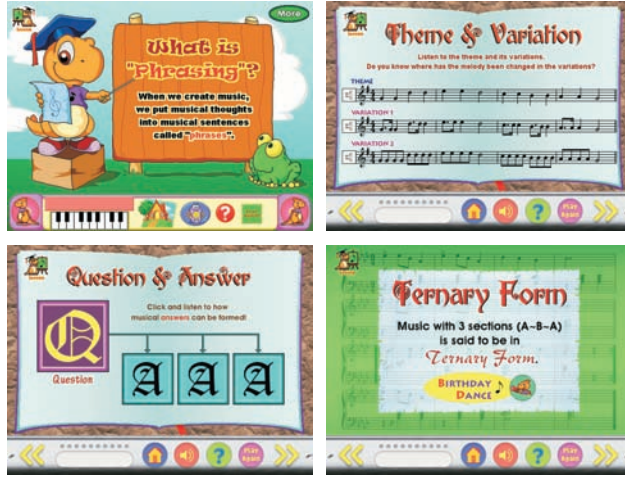 More
What is
"Phrasing"?
When we create music,
we put musical thoughts
into musical sentences
called "phrases".
Theme & Variation
Listen to the theme and its variations.
Do you know where has the melody been changed in the variations?
THEME
VARIATION 1
VARIATION 2
Play
Again
Question & Answer
Click and listen to how
musical answers can be formed!
Q
Question
A A A
Play
Again
Ternary Form
Music with 3 sections (A-B-A)
is said to be in
Ternary Form.
BIRTHDAY
DANCE
Play
Again